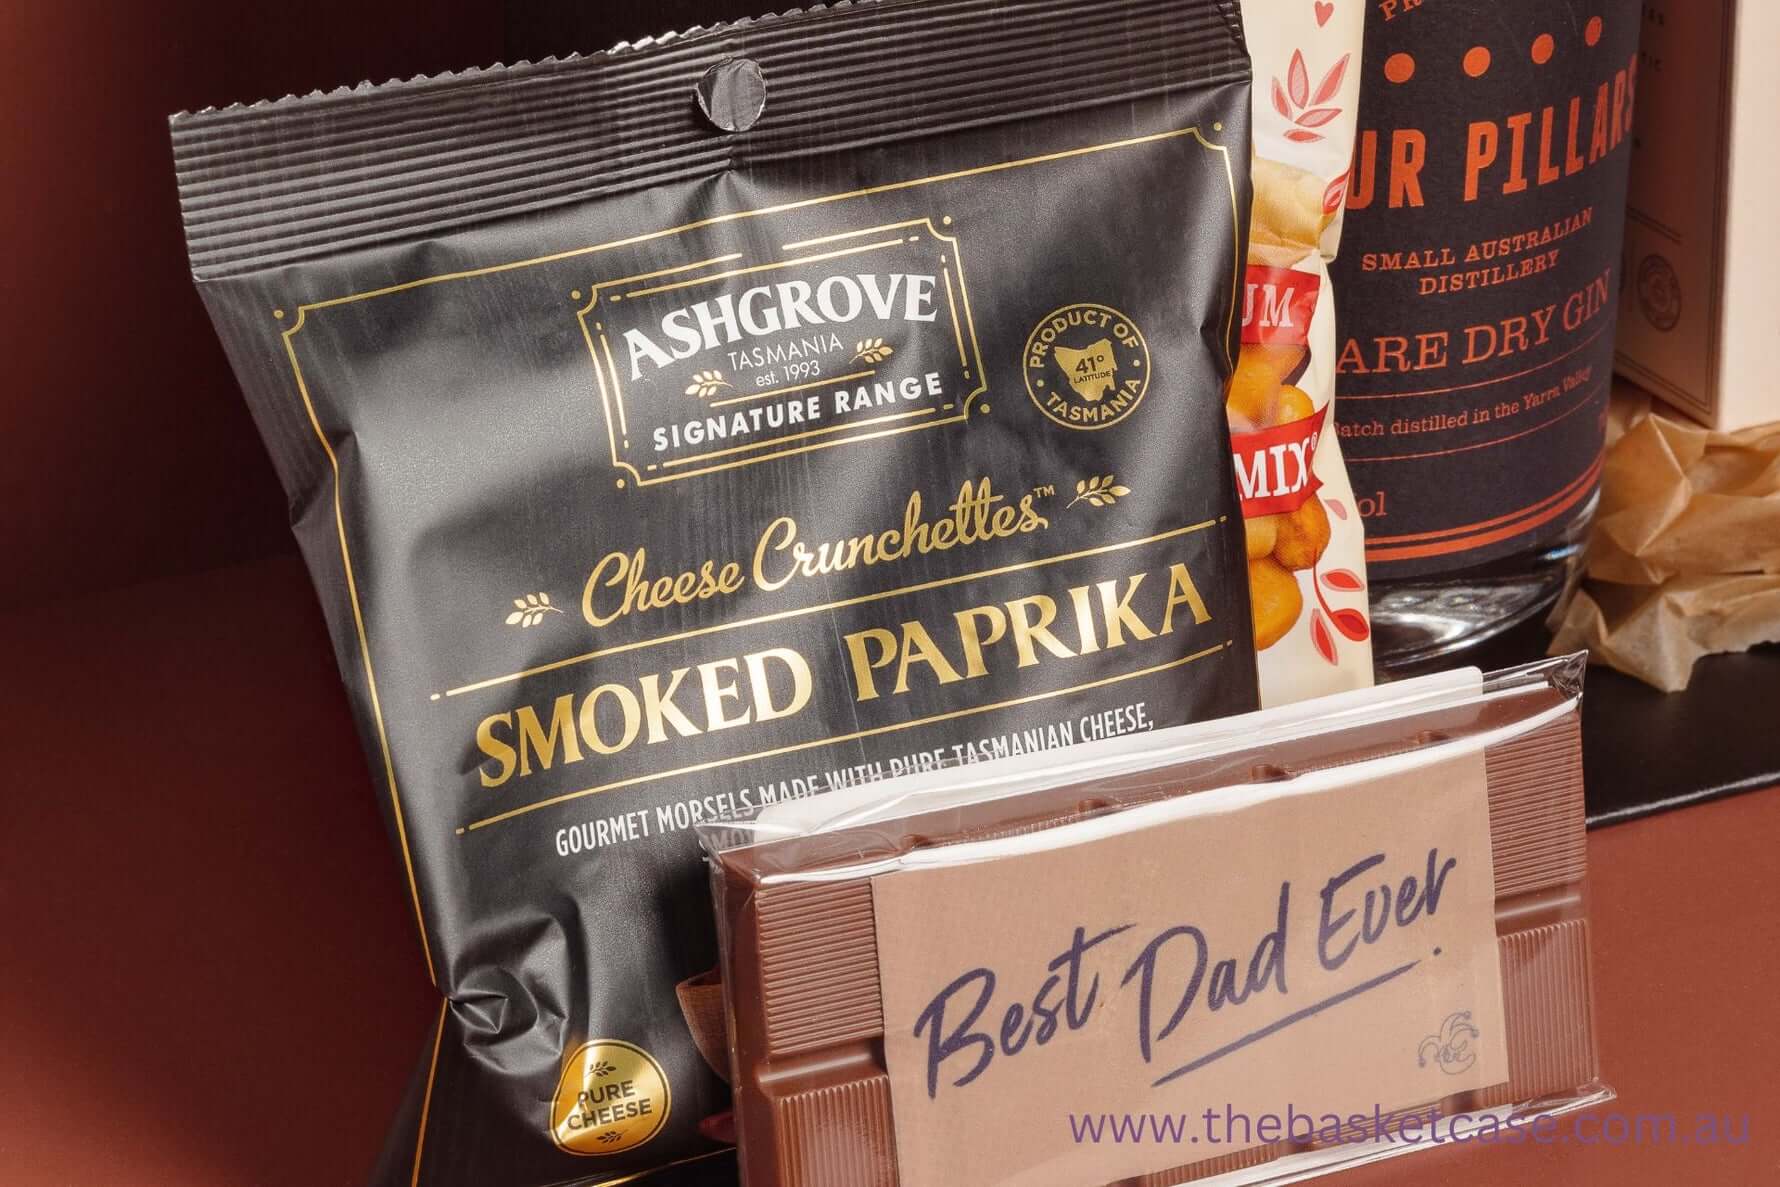 ASHGROVE
TASMANIA
est. 1993
SIGNATURE RANGE
PRODUCT OF
41°
LATITUDE
TASMANIA
Cheese Crunchettes™
SMOKED PAPRIKA
GOURMET MORSELS MADE WITH PURE TASMANIAN CHEESE,
PURE
CHEESE
UM
MIX®
UR PILLARS
SMALL AUSTRALIAN
DISTILLERY
ARE DRY GIN
Batch distilled in the Yarra Valley
ol
Best Dad Ever.
www.thebasketcase.com.au